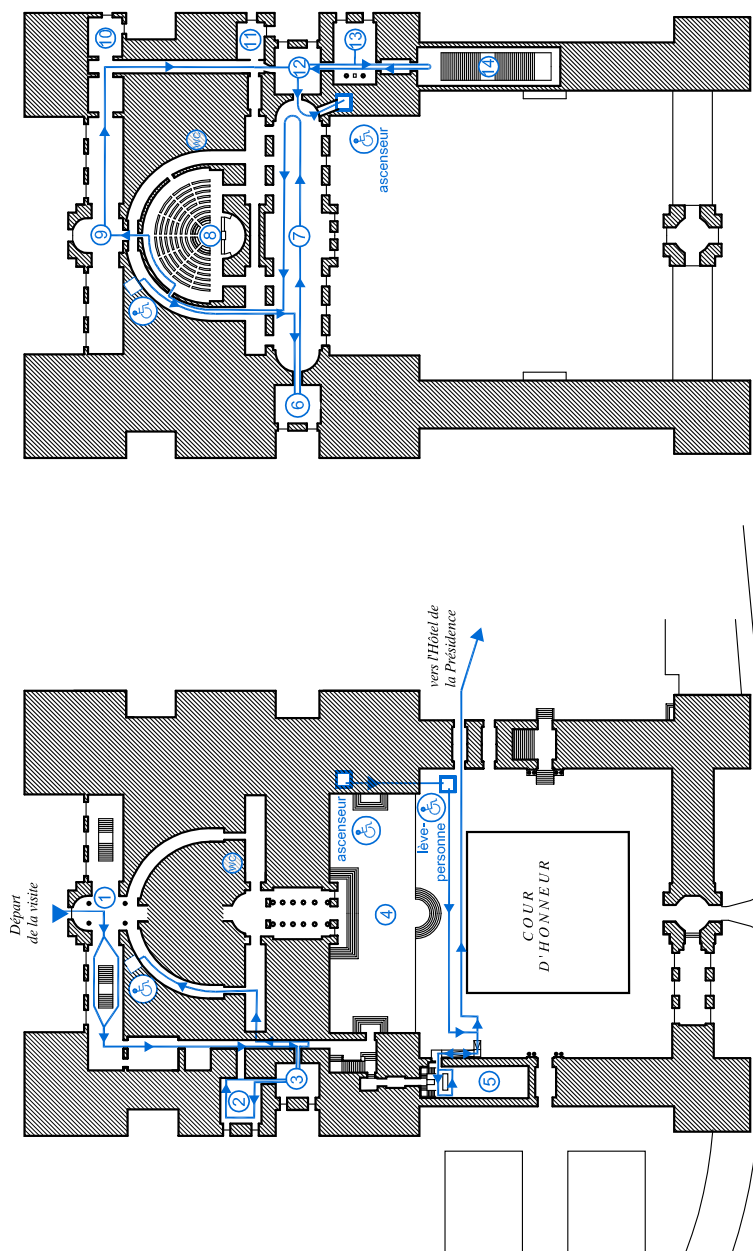 10
11
12
13
14
WC
ascenseur
9
8
7
6
vers l'Hôtel de
la Présidence
Départ
de la visite
1
WC
ascenseur
lève-
personne
4
COUR
D'HONNEUR
3
2
5